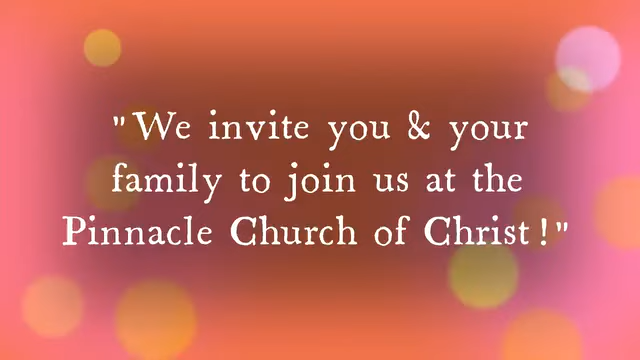 "We invite you & your
family to join us at the
Pinnacle Church of Christ!"